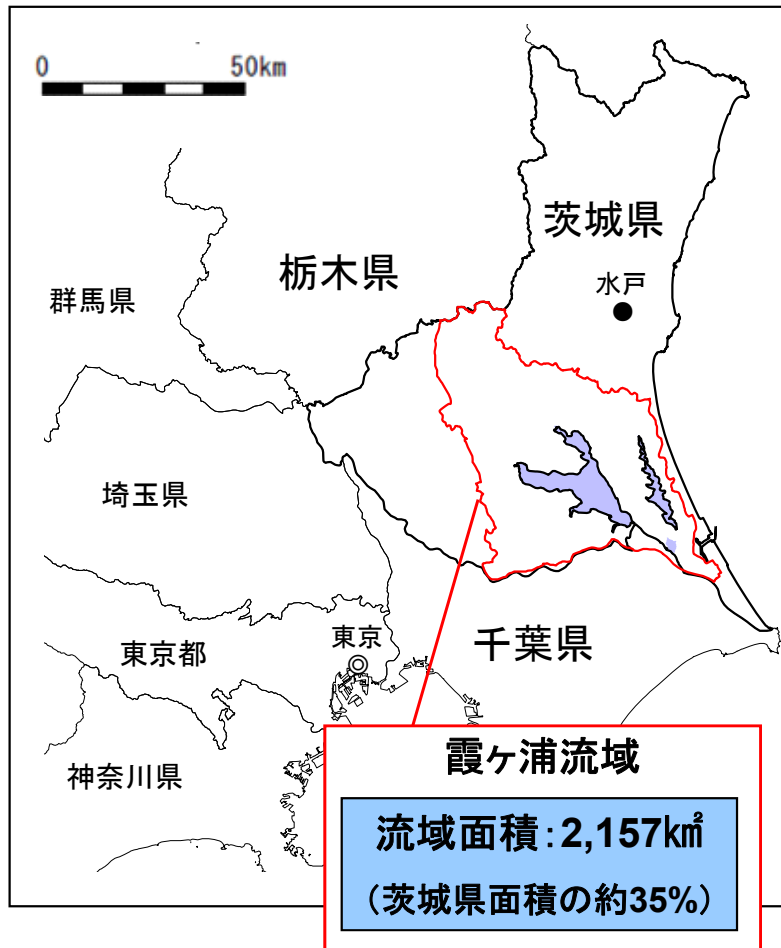 0 50km
茨城県
栃木県
水戸
群馬県
埼玉県
東京
東京都
千葉県
神奈川県
霞ヶ浦流域
流域面積：2,157㎢
（茨城県面積の約35%）